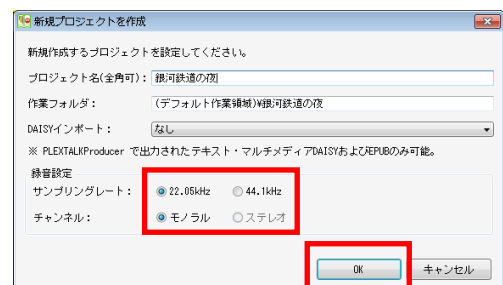 新規プロジェクトを作成
新規作成するプロジェクトを設定してください。
プロジェクト名(全角可): 銀河鉄道の夜
作業フォルダ: (デフォルト作業領域)¥銀河鉄道の夜
DAISYインポート: なし
※ PLEXTALKProducer で出力されたテキスト・マルチメディアDAISYおよびEPUBのみ可能。
録音設定
サンプリングレート: 22.05kHz 44.1kHz
チャンネル: モノラル ステレオ
OK キャンセル